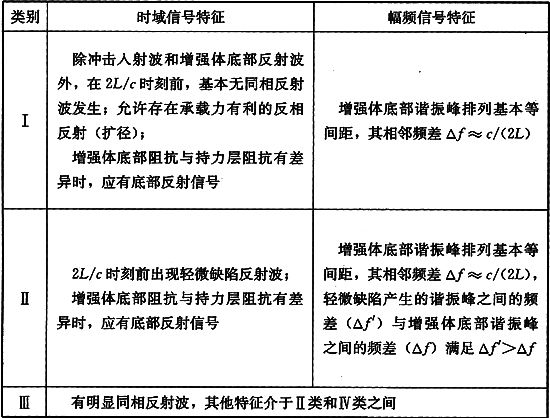 类别
时域信号特征
幅频信号特征
Ⅰ
除冲击入射波和增强体底部反射波
外，在 2L/c 时刻前，基本无同相反射
波发生；允许存在承载力有利的反相
反射（扩径）；
增强体底部阻抗与持力层阻抗有差
异时，应有底部反射信号
增强体底部谐振峰排列基本等
间距，其相邻频差 Δf≈c/(2L)
Ⅱ
2L/c 时刻前出现轻微缺陷反射波；
增强体底部阻抗与持力层阻抗有差
异时，应有底部反射信号
增强体底部谐振峰排列基本等
间距，其相邻频差 Δf≈c/(2L)，
轻微缺陷产生的谐振峰之间的频
差（Δf′）与增强体底部谐振峰
之间的频差（Δf）满足 Δf′>Δf
Ⅲ
有明显同相反射波，其他特征介于Ⅱ类和Ⅳ类之间